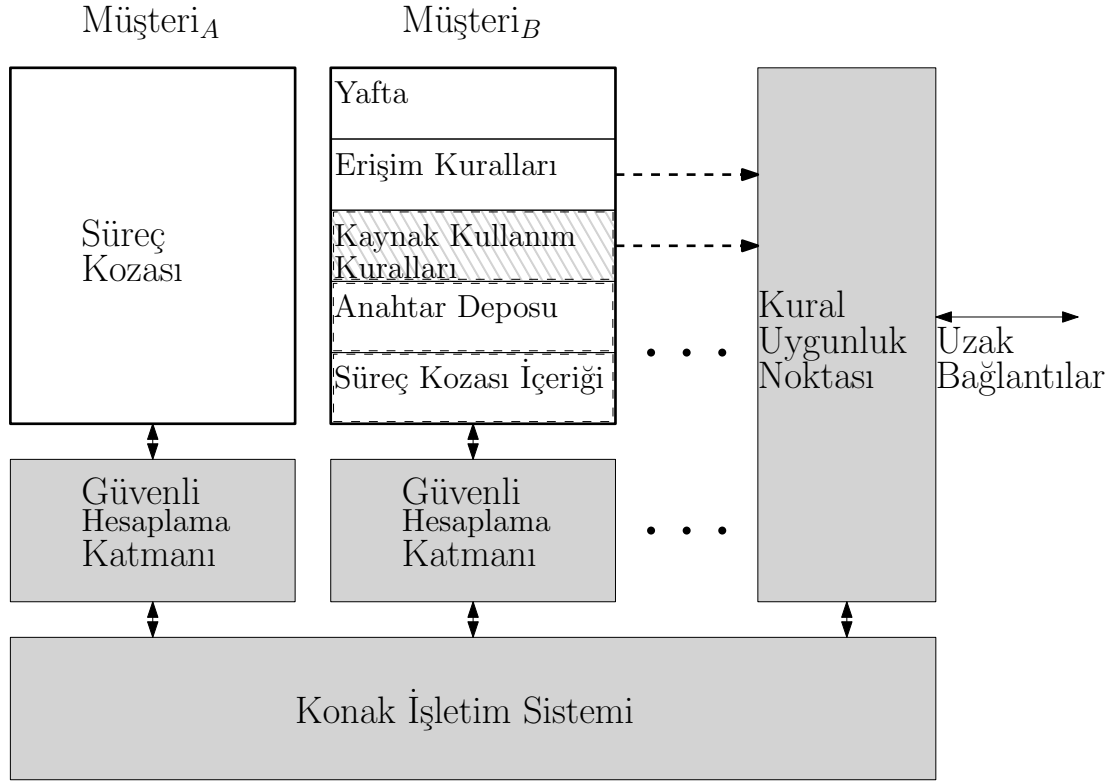 Müşteri_A
Müşteri_B
Süreç
Kozası
Yafta
Erişim Kuralları
Kaynak Kullanım
Kuralları
Anahtar Deposu
Süreç Kozası İçeriği
Kural
Uygunluk
Noktası
Uzak
Bağlantılar
Güvenli
Hesaplama
Katmanı
Güvenli
Hesaplama
Katmanı
Konak İşletim Sistemi